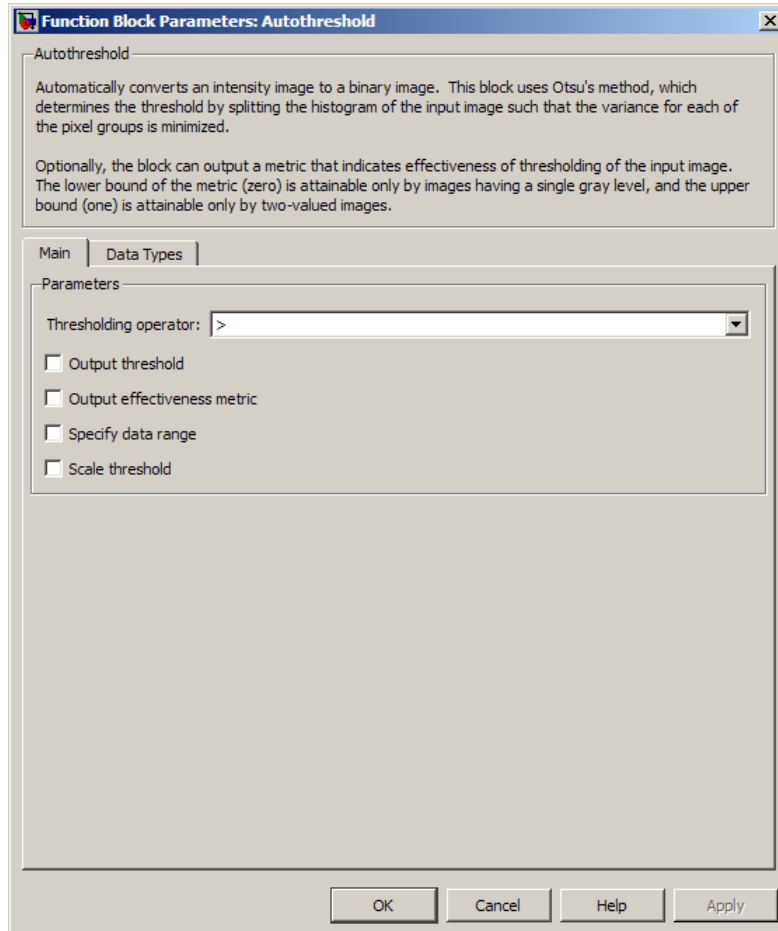 Function Block Parameters: Autothreshold
Autothreshold
Automatically converts an intensity image to a binary image.  This block uses Otsu's method, which
determines the threshold by splitting the histogram of the input image such that the variance for each of
the pixel groups is minimized.
Optionally, the block can output a metric that indicates effectiveness of thresholding of the input image.
The lower bound of the metric (zero) is attainable only by images having a single gray level, and the upper
bound (one) is attainable only by two-valued images.
Main Data Types
Parameters
Thresholding operator: >
Output threshold
Output effectiveness metric
Specify data range
Scale threshold
OK Cancel Help Apply